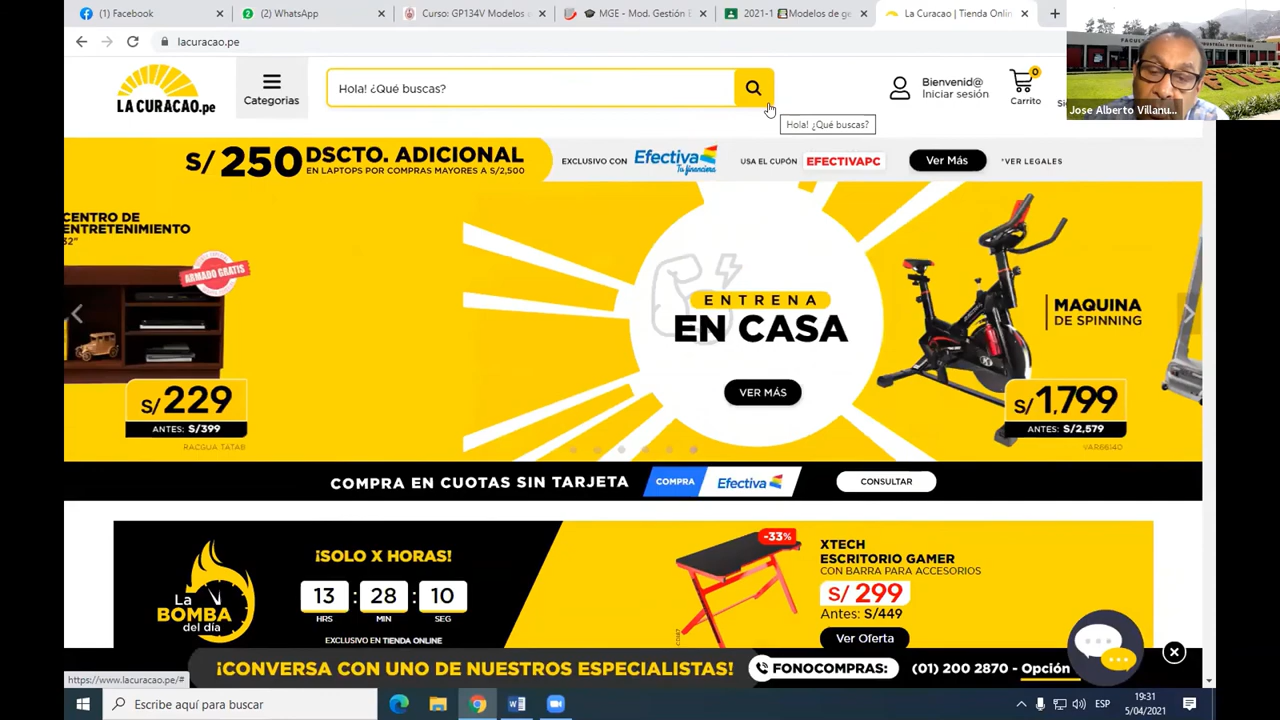 (1) Facebook
(2) WhatsApp
Curso: GP134V Modelos
MGE - Mod. Gestión
2021-1 Modelos de ge
La Curacao | Tienda Onlin
lacuracao.pe
LA CURACAO.pe
Categorias
Hola! ¿Qué buscas?
Bienvenid@
Iniciar sesión
0
Carrito
Hola! ¿Qué buscas?
Jose Alberto Villanu...
S/ 250 DSCTO. ADICIONAL
EN LAPTOPS POR COMPRAS MAYORES A S/2,500
EXCLUSIVO CON Efectiva
Tu financiera
USA EL CUPÓN EFECTIVAPC
Ver Más
*VER LEGALES
CENTRO DE
ENTRETENIMIENTO
32"
ARMADO GRATIS
S/229
ANTES: S/399
RACGUA TATA8
ENTRENA
EN CASA
VER MÁS
MAQUINA
DE SPINNING
S/1,799
ANTES: S/2,579
VAR66140
COMPRA EN CUOTAS SIN TARJETA
COMPRA Efectiva
CONSULTAR
La
BOMBA
del día
¡SOLO X HORAS!
13 : 28 : 10
HRS MIN SEG
EXCLUSIVO EN TIENDA ONLINE
-33%
XTECH
ESCRITORIO GAMER
CON BARRA PARA ACCESORIOS
S/ 299
Antes: S/449
Ver Oferta
¡CONVERSA CON UNO DE NUESTROS ESPECIALISTAS!
FONOCOMPRAS:
(01) 200 2870 - Opción
https://www.lacuracao.pe/#
Escribe aquí para buscar
ESP
19:31
5/04/2021